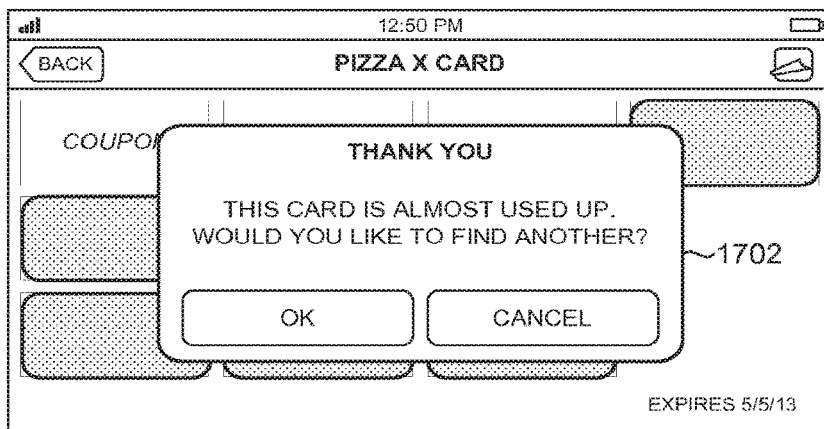 12:50 PM
BACK
PIZZA X CARD
COUPON
THANK YOU
THIS CARD IS ALMOST USED UP.
WOULD YOU LIKE TO FIND ANOTHER?
1702
OK
CANCEL
EXPIRES 5/5/13